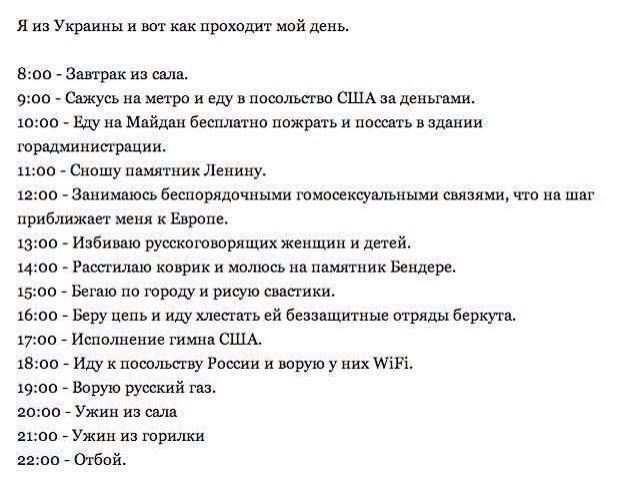 Я из Украины и вот как проходит мой день.
8:00 - Завтрак из сала.
9:00 - Сажусь на метро и еду в посольство США за деньгами.
10:00 - Еду на Майдан бесплатно пожрать и поссать в здании
горадминистрации.
11:00 - Сношу памятник Ленину.
12:00 - Занимаюсь беспорядочными гомосексуальными связями, что на шаг
приближает меня к Европе.
13:00 - Избиваю русскоговорящих женщин и детей.
14:00 - Расстилаю коврик и молюсь на памятник Бендере.
15:00 - Бегаю по городу и рисую свастики.
16:00 - Беру цепь и иду хлестать ей беззащитные отряды беркута.
17:00 - Исполнение гимна США.
18:00 - Иду к посольству России и ворую у них WiFi.
19:00 - Ворую русский газ.
20:00 - Ужин из сала
21:00 - Ужин из горилки
22:00 - Отбой.